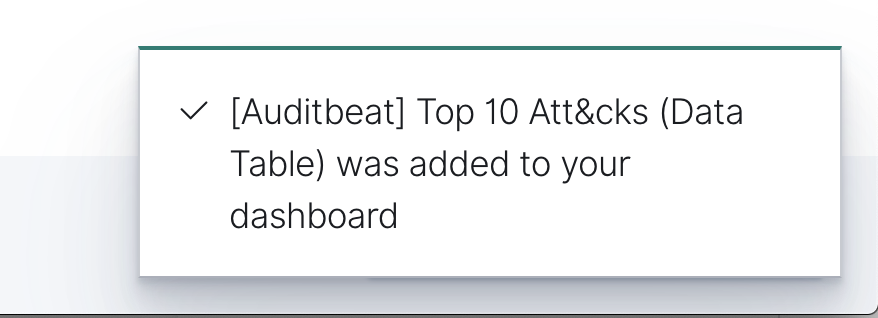 [Auditbeat] Top 10 Att&cks (Data
Table) was added to your
dashboard